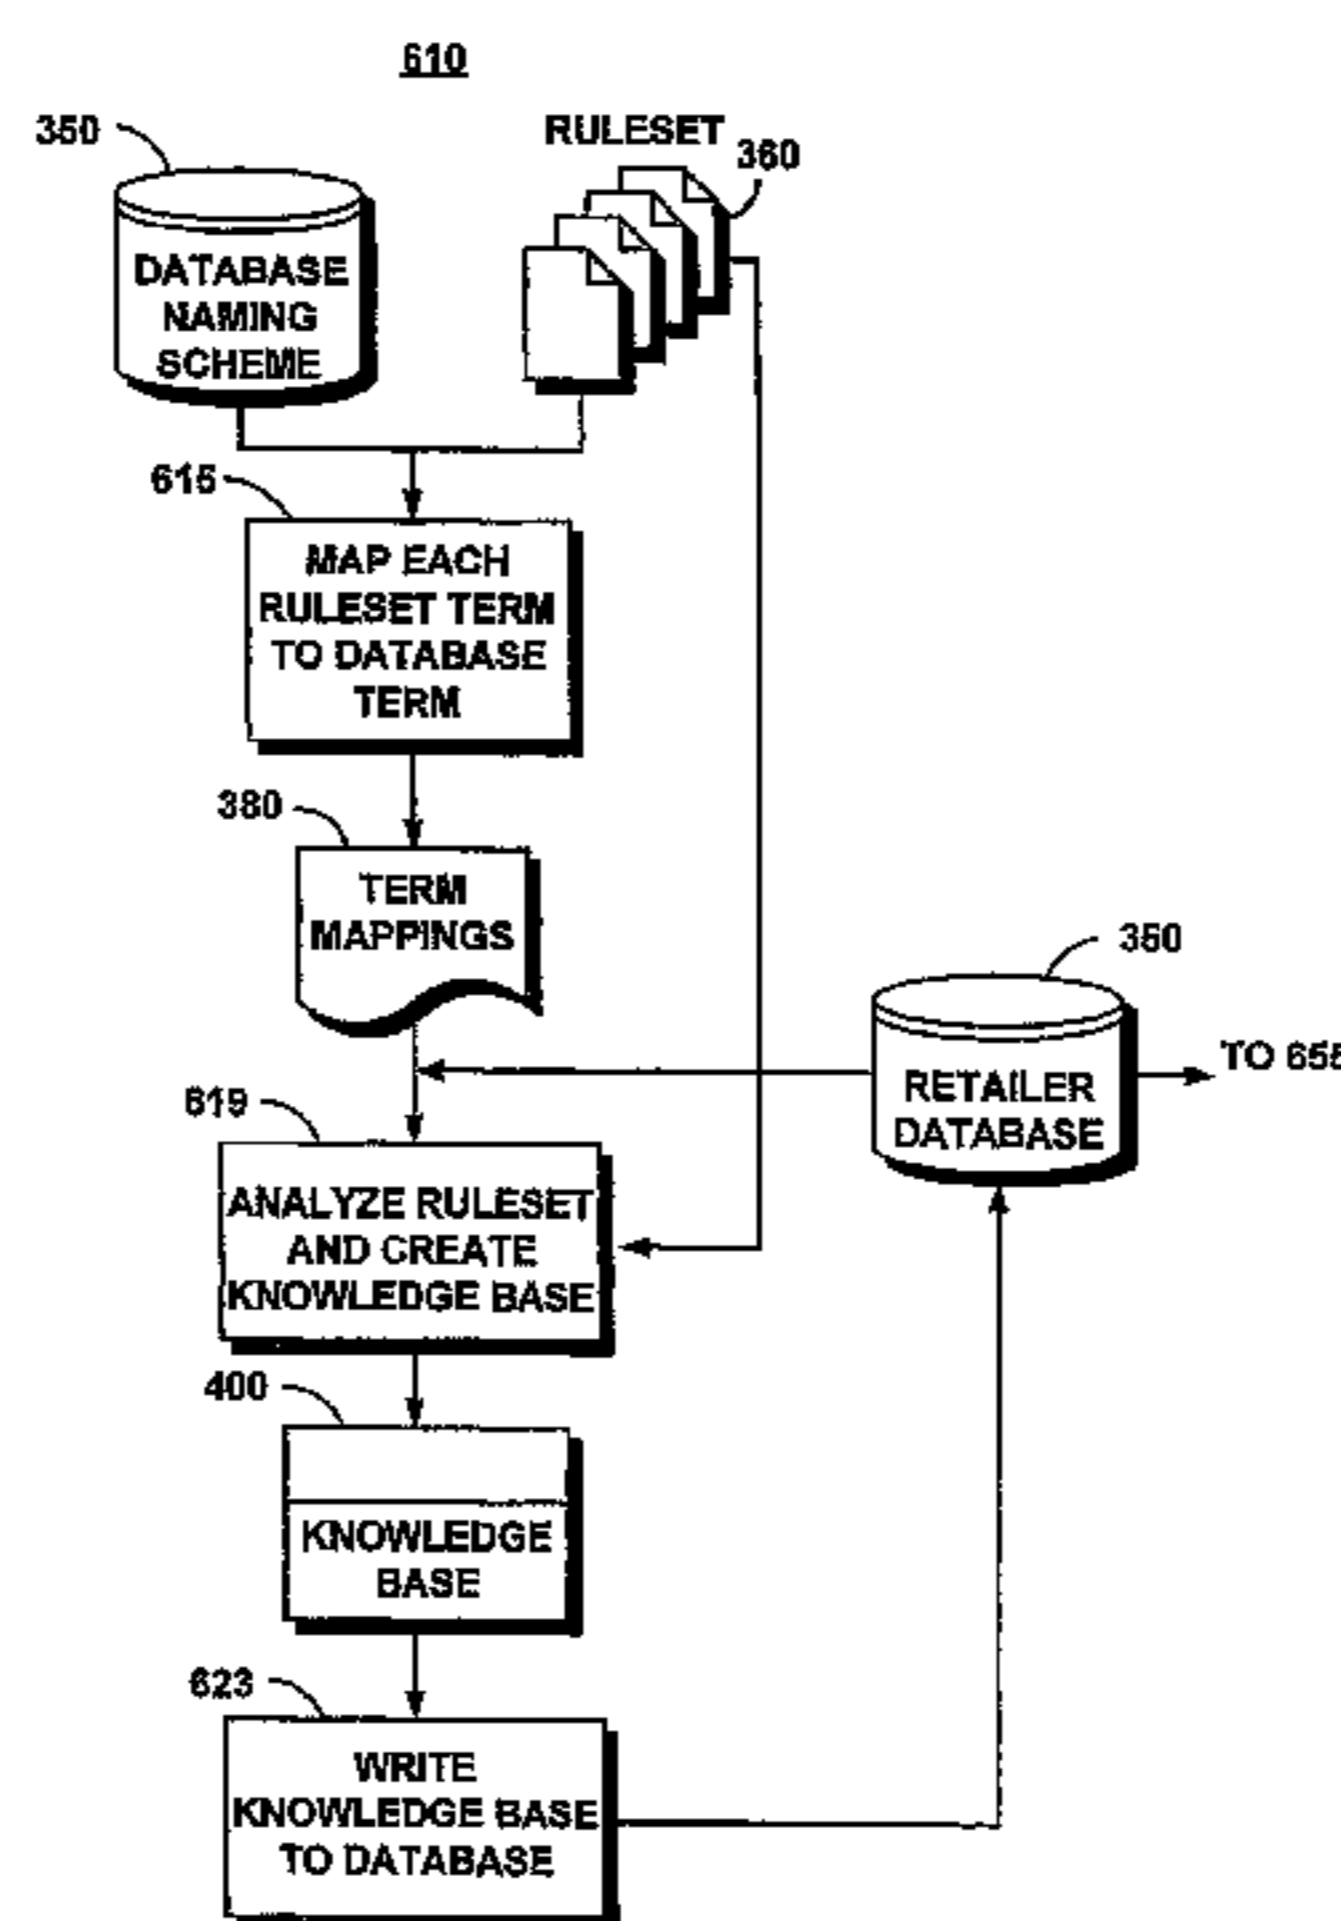 610
350
RULESET
360
DATABASE
NAMING
SCHEME
615
MAP EACH
RULESET TERM
TO DATABASE
TERM
380
TERM
MAPPINGS
350
TO 655
RETAILER
DATABASE
619
ANALYZE RULESET
AND CREATE
KNOWLEDGE BASE
400
KNOWLEDGE
BASE
623
WRITE
KNOWLEDGE BASE
TO DATABASE